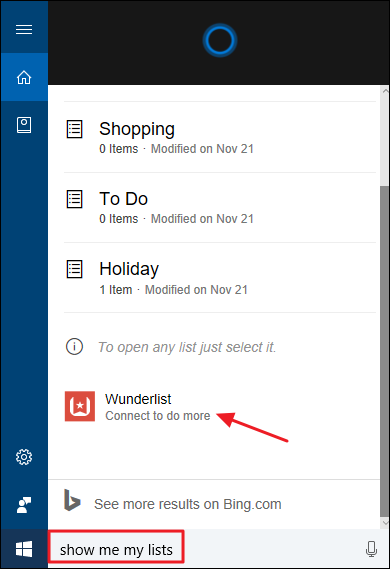 Shopping
0 Items · Modified on Nov 21
To Do
0 Items · Modified on Nov 21
Holiday
1 Item · Modified on Nov 21
To open any list just select it.
Wunderlist
Connect to do more
See more results on Bing.com
show me my lists